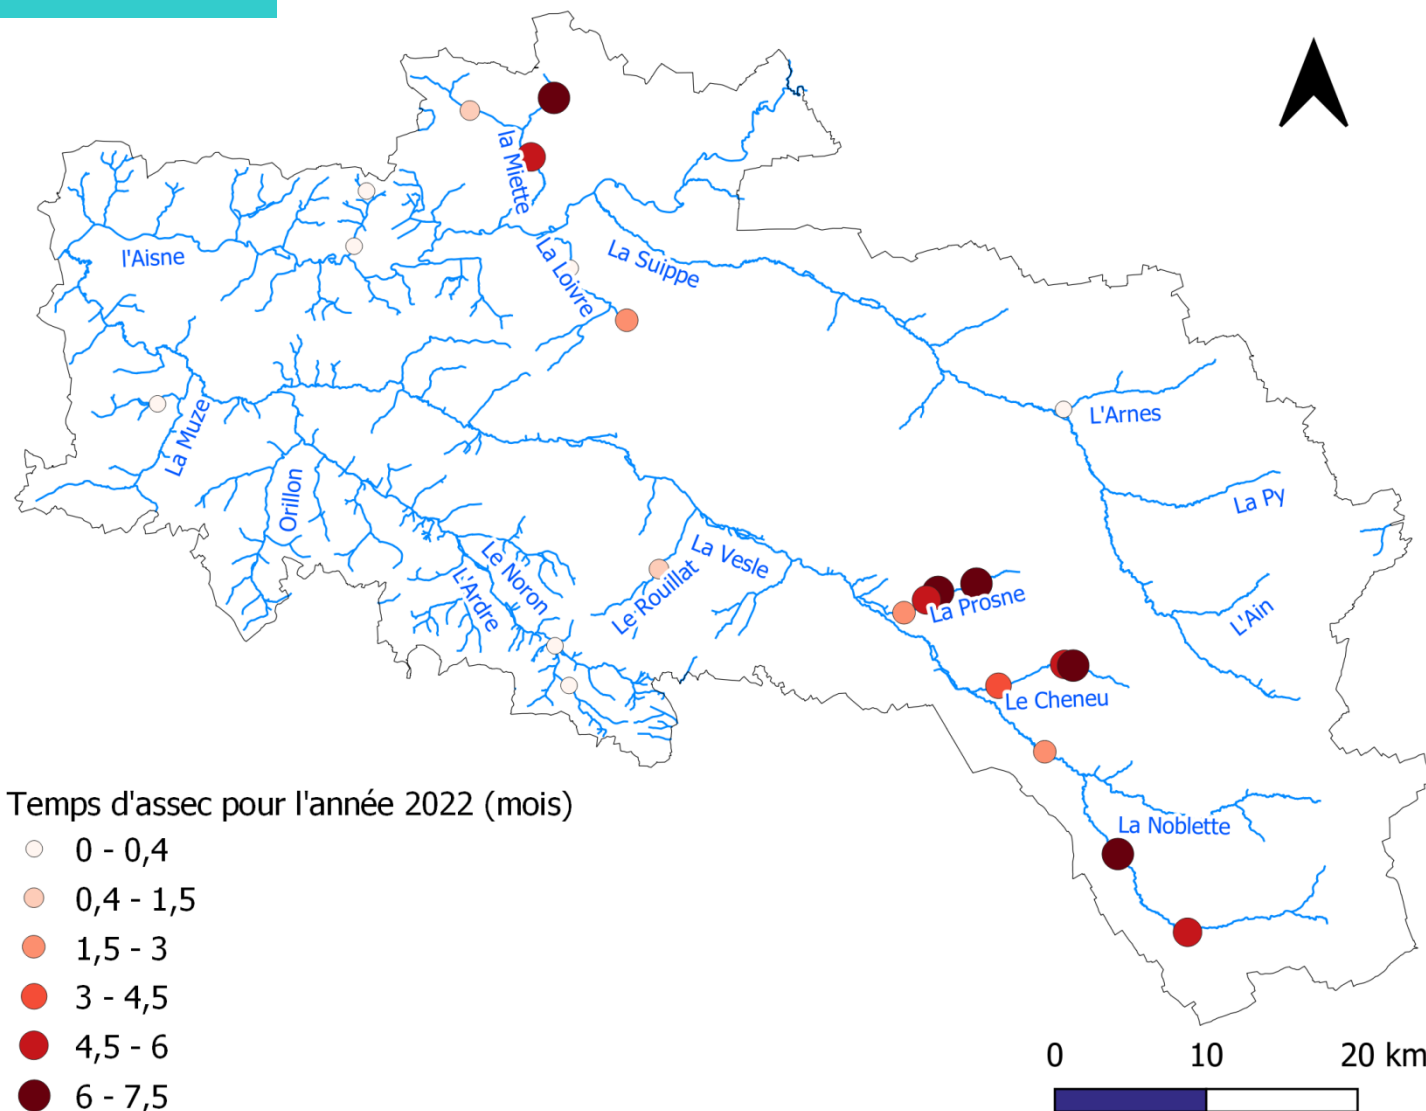 la Miette
l'Aisne
La Loivre
La Suippe
La Muze
L'Arnes
La Py
Orillon
Le Noron
L'Ardre
La Vesle
Le Rouillat
La Prosne
L'Ain
Le Cheneu
La Noblette
Temps d'assec pour l'année 2022 (mois)
0 - 0,4
0,4 - 1,5
1,5 - 3
3 - 4,5
4,5 - 6
6 - 7,5
0 10 20 km